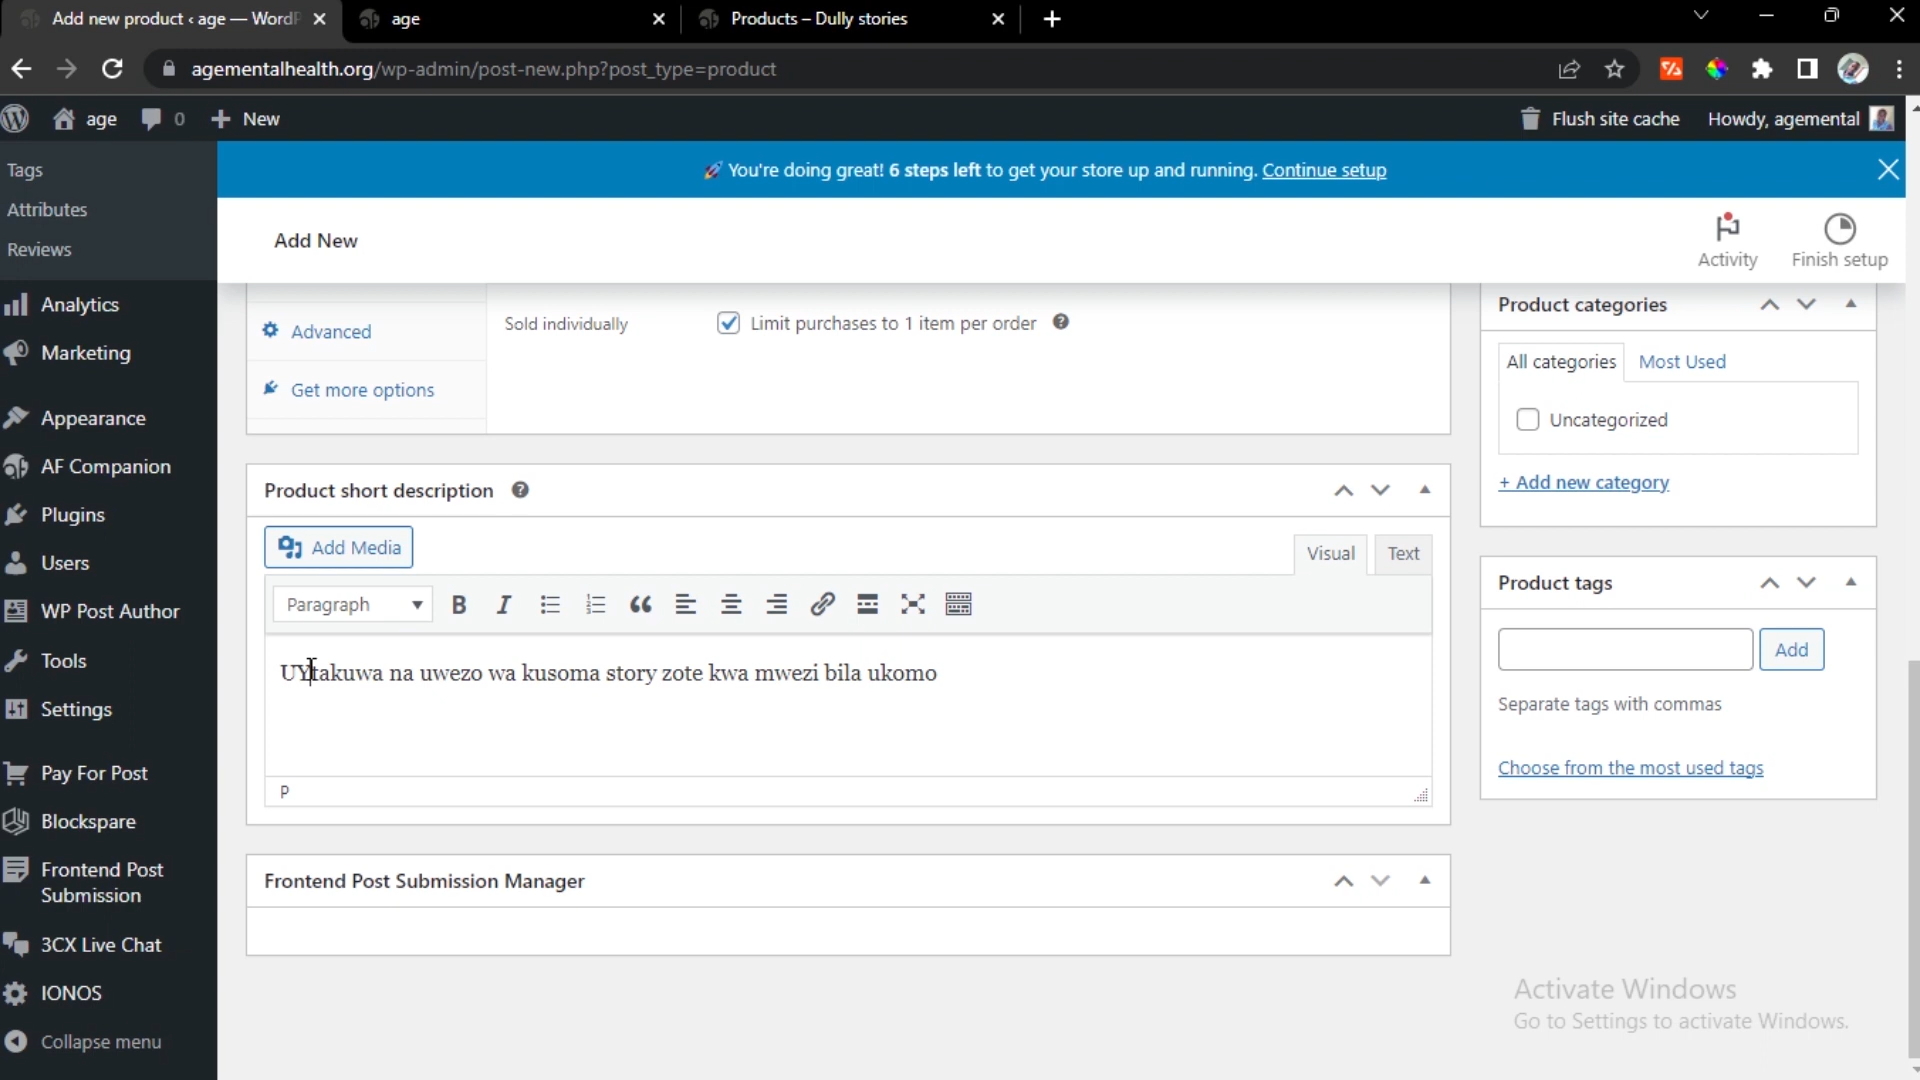 Add new product ‹ age — WordP
age
Products – Dully stories
agementalhealth.org/wp-admin/post-new.php?post_type=product
age
0
New
Flush site cache
Howdy, agemental
Tags
Attributes
Reviews
Analytics
Marketing
Appearance
AF Companion
Plugins
Users
WP Post Author
Tools
Settings
Pay For Post
Blockspare
Frontend Post
Submission
3CX Live Chat
IONOS
Collapse menu
🚀 You're doing great! 6 steps left to get your store up and running. Continue setup
Add New
Activity
Finish setup
Advanced
Get more options
Sold individually
Limit purchases to 1 item per order
Product short description
Add Media
Visual
Text
Paragraph
UYtakuwa na uwezo wa kusoma story zote kwa mwezi bila ukomo
P
Frontend Post Submission Manager
Product categories
All categories
Most Used
Uncategorized
+ Add new category
Product tags
Add
Separate tags with commas
Choose from the most used tags
Activate Windows
Go to Settings to activate Windows.